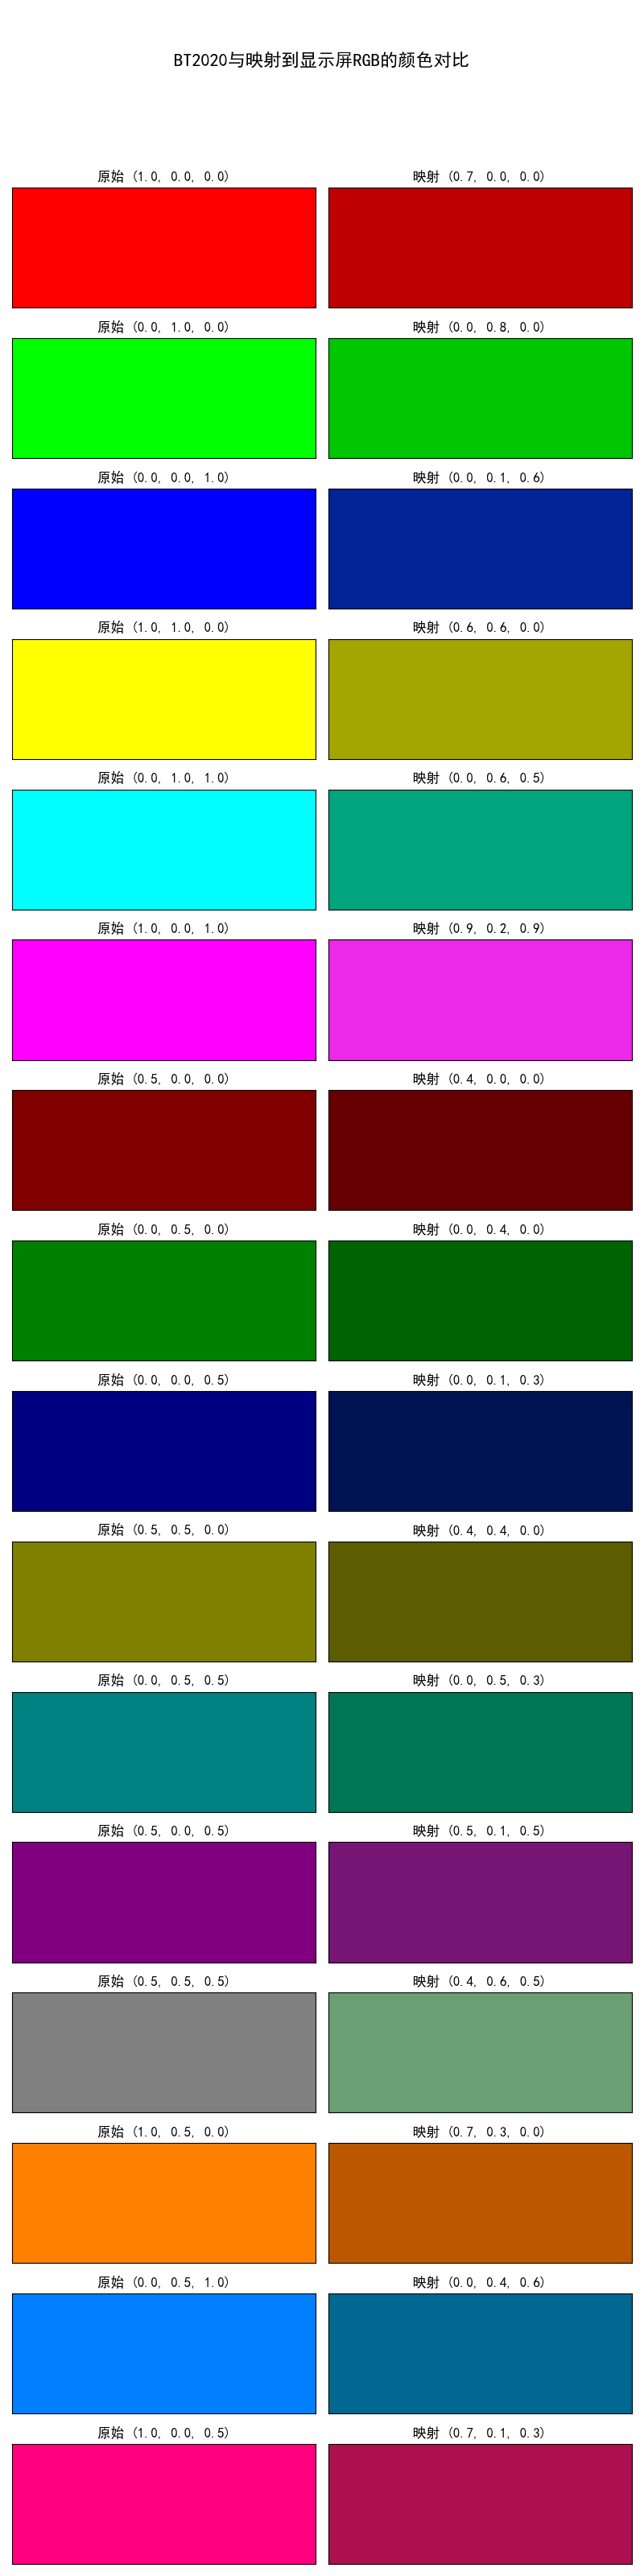 BT2020与映射到显示屏RGB的颜色对比
原始 (1.0, 0.0, 0.0) 映射 (0.7, 0.0, 0.0)
原始 (0.0, 1.0, 0.0) 映射 (0.0, 0.8, 0.0)
原始 (0.0, 0.0, 1.0) 映射 (0.0, 0.1, 0.6)
原始 (1.0, 1.0, 0.0) 映射 (0.6, 0.6, 0.0)
原始 (0.0, 1.0, 1.0) 映射 (0.0, 0.6, 0.5)
原始 (1.0, 0.0, 1.0) 映射 (0.9, 0.2, 0.9)
原始 (0.5, 0.0, 0.0) 映射 (0.4, 0.0, 0.0)
原始 (0.0, 0.5, 0.0) 映射 (0.0, 0.4, 0.0)
原始 (0.0, 0.0, 0.5) 映射 (0.0, 0.1, 0.3)
原始 (0.5, 0.5, 0.0) 映射 (0.4, 0.4, 0.0)
原始 (0.0, 0.5, 0.5) 映射 (0.0, 0.5, 0.3)
原始 (0.5, 0.0, 0.5) 映射 (0.5, 0.1, 0.5)
原始 (0.5, 0.5, 0.5) 映射 (0.4, 0.6, 0.5)
原始 (1.0, 0.5, 0.0) 映射 (0.7, 0.3, 0.0)
原始 (0.0, 0.5, 1.0) 映射 (0.0, 0.4, 0.6)
原始 (1.0, 0.0, 0.5) 映射 (0.7, 0.1, 0.3)